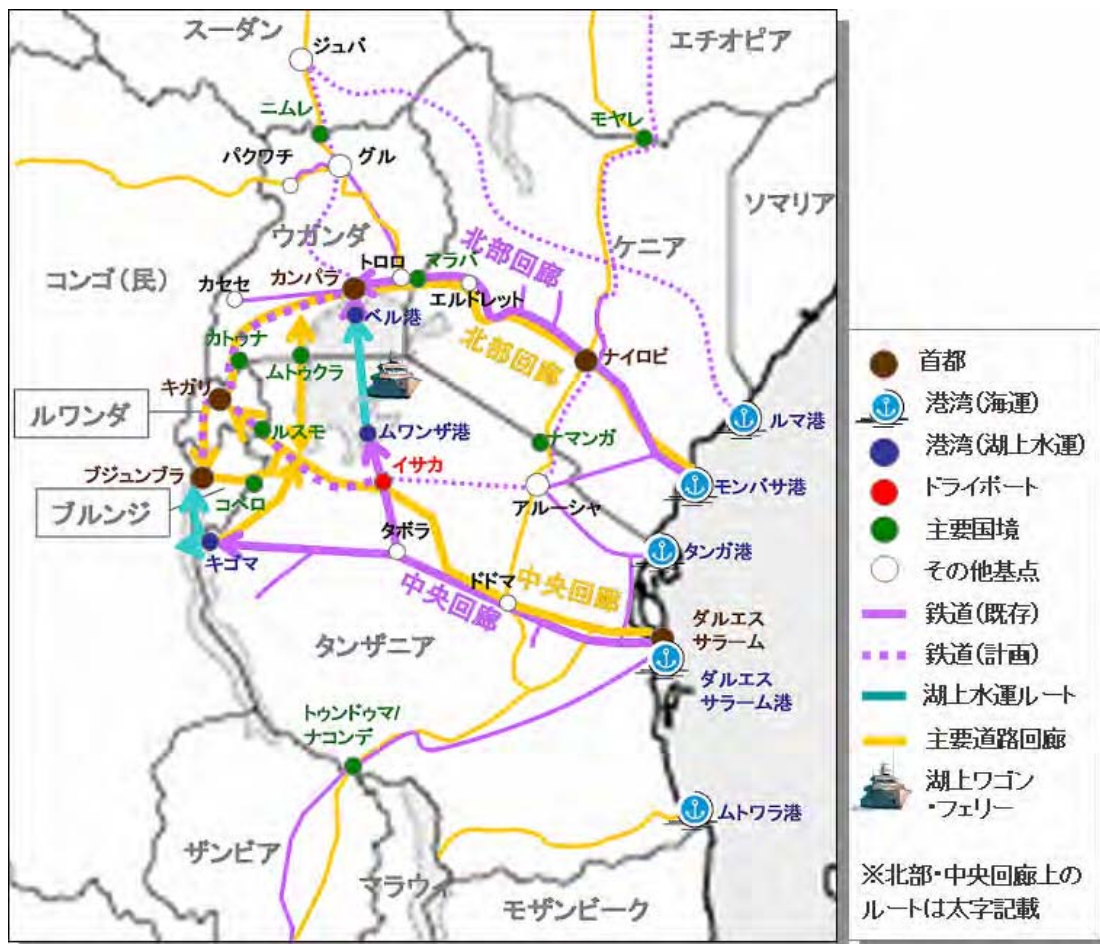 スーダン
エチオピア
ジュバ
ニムレ
モヤレ
パクワチ
グル
ソマリア
ウガンダ
北部回廊
ケニア
コンゴ(民)
カンパラ
トロロ
マラバ
カセセ
エルドレット
ベル港
北部回廊
カトゥナ
ムトゥクラ
ナイロビ
キガリ
ルワンダ
ルスモ
ムワンザ港
ナマンガ
ルマ港
イサカ
ブジュンブラ
コベロ
アルーシャ
モンバサ港
ブルンジ
タボラ
キゴマ
タンガ港
中央回廊
ドドマ
中央回廊
タンザニア
ダルエス
サラーム
ダルエス
サラーム港
トゥンドゥマ/
ナコンデ
ムトワラ港
ザンビア
マラウィ
モザンビーク
首都
港湾(海運)
港湾(湖上水運)
ドライポート
主要国境
その他基点
鉄道(既存)
鉄道(計画)
湖上水運ルート
主要道路回廊
湖上ワゴン
・フェリー
※北部・中央回廊上の
ルートは太字記載